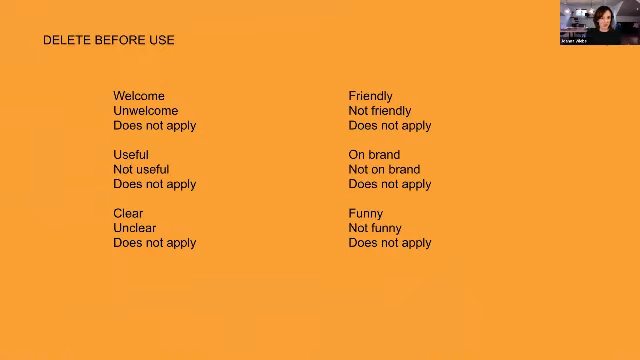 DELETE BEFORE USE
Welcome
Unwelcome
Does not apply
Useful
Not useful
Does not apply
Clear
Unclear
Does not apply
Friendly
Not friendly
Does not apply
On brand
Not on brand
Does not apply
Funny
Not funny
Does not apply